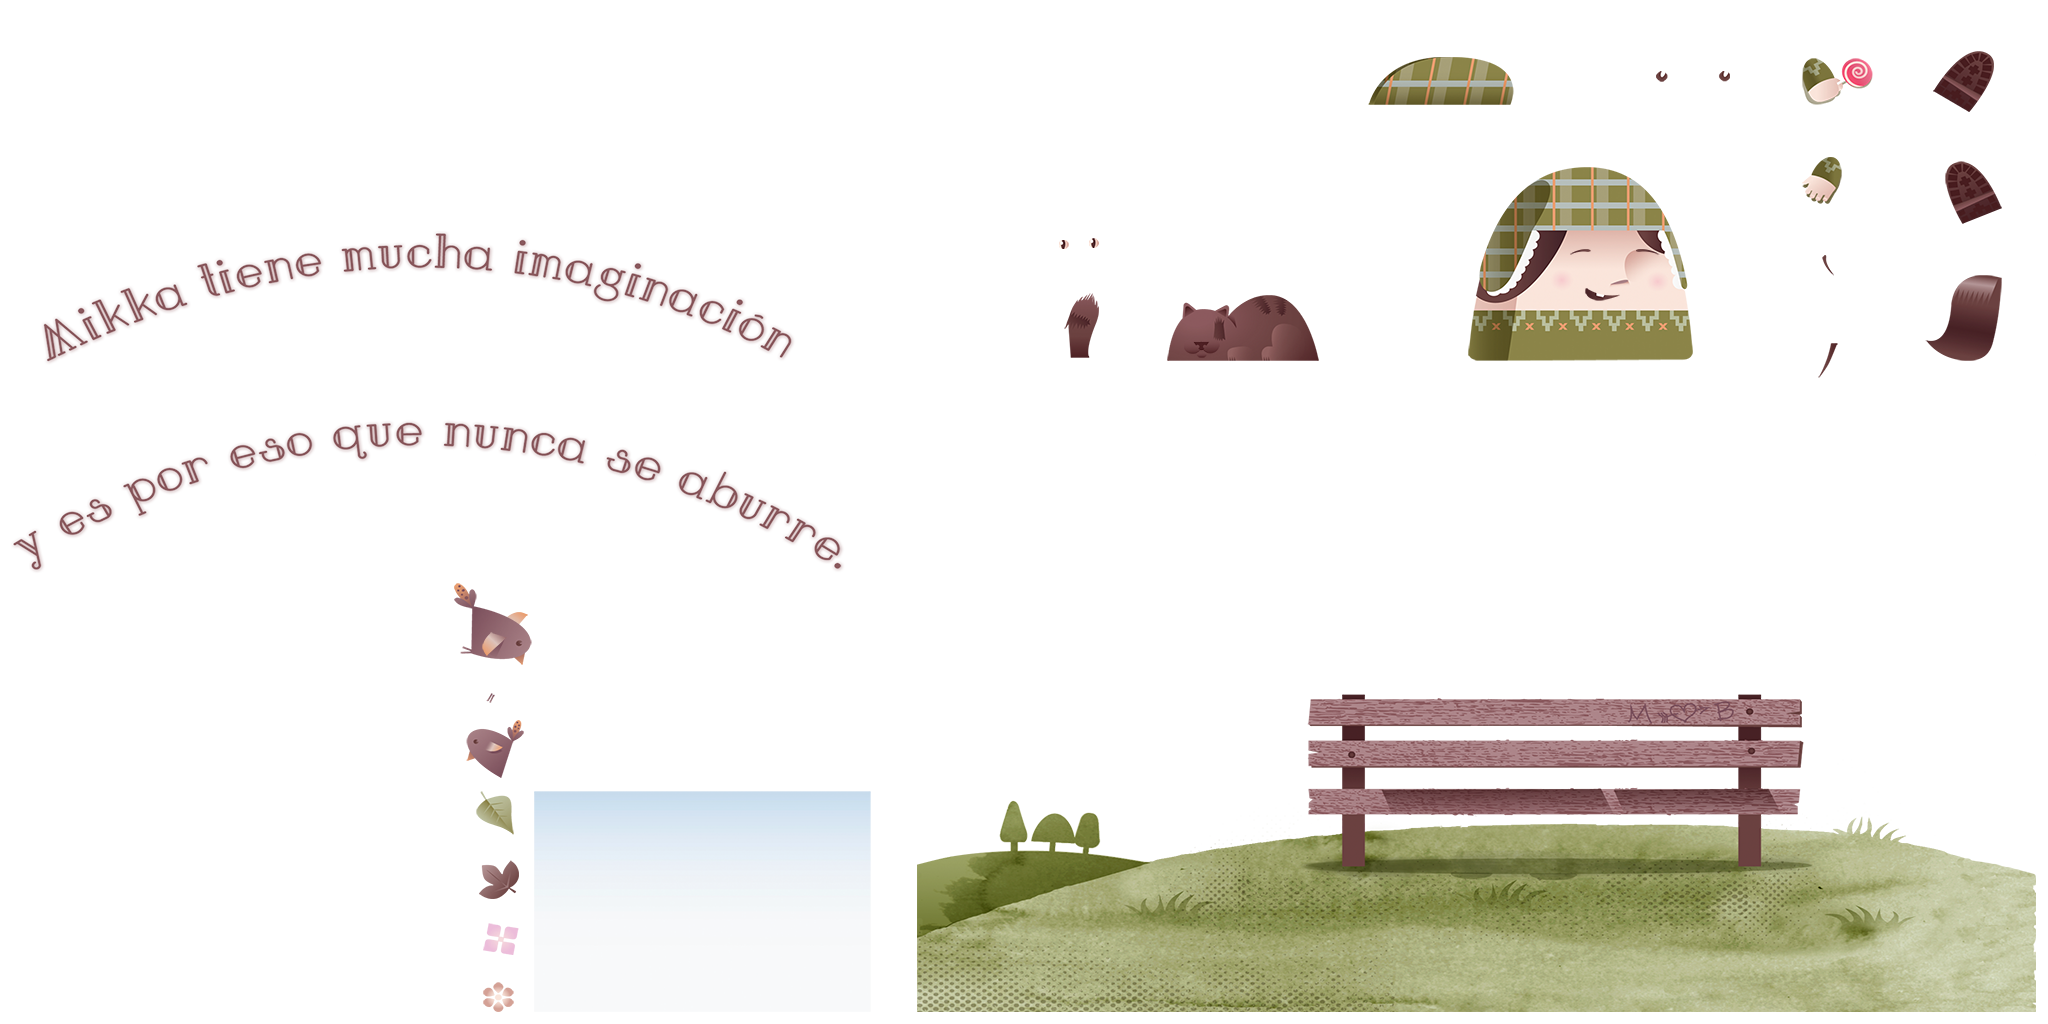 Mikka tiene mucha imaginación
y es por eso que nunca se aburre.
M B